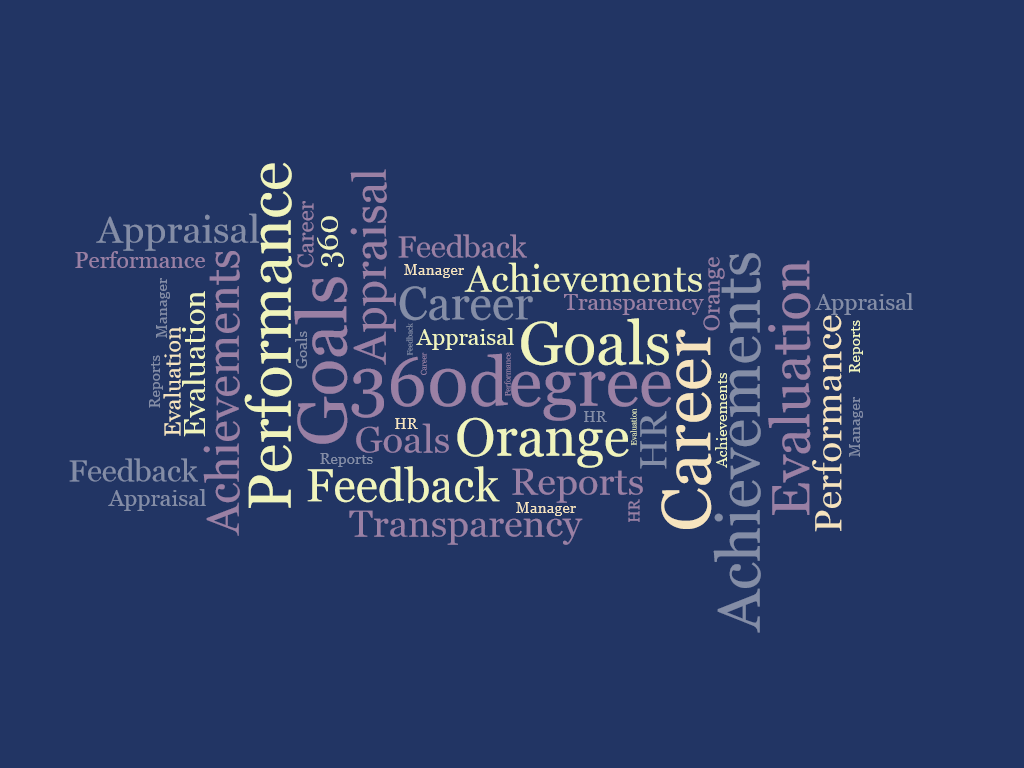 Appraisal
Performance
Manager
Reports
Evaluation
Evaluation
Achievements
Feedback
Appraisal
Performance
Career
360
Goals
Goals
Appraisal
Feedback
Manager
Achievements
Career
Transparency
Orange
Feedback
Appraisal
Career
Goals
Performance
360degree
HR
Goals
Orange
HR
Evaluation
HR
Reports
Feedback
Reports
Manager
HR
Transparency
Career
Achievements
Achievements
Evaluation
Appraisal
Performance
Reports
Manager